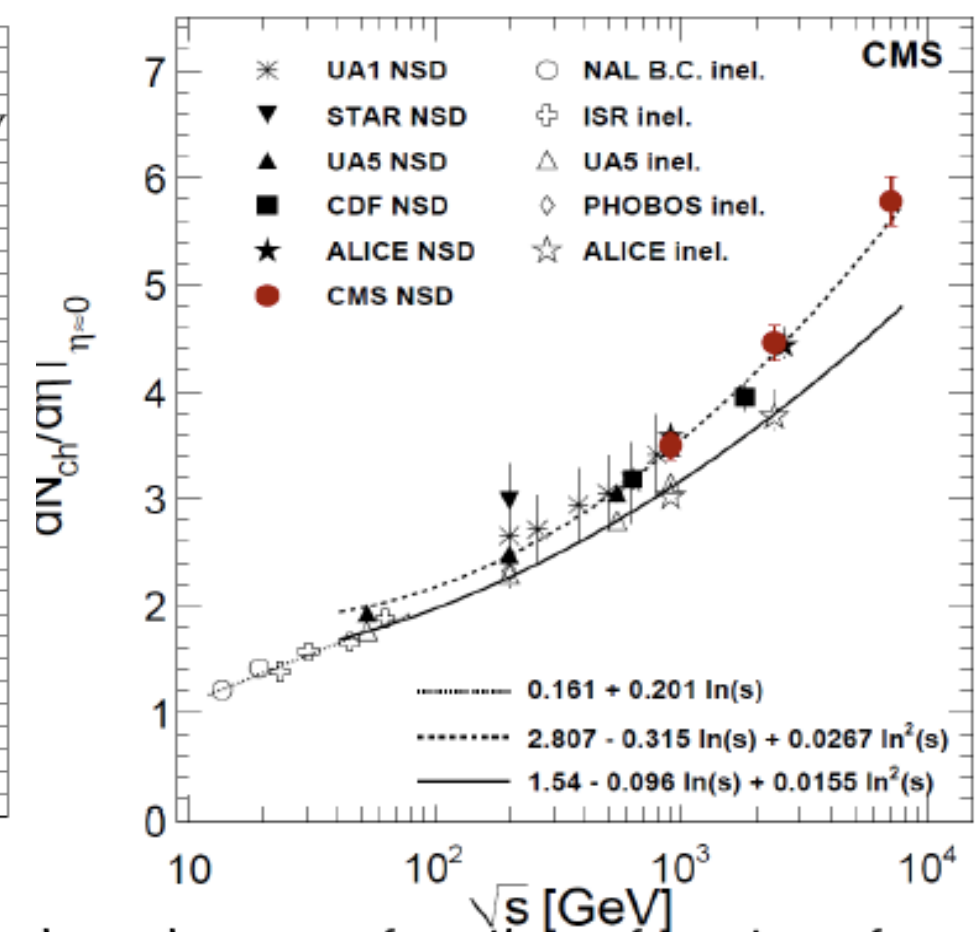 CMS
7
6
5
4
3
2
1
0
UA1 NSD
STAR NSD
UA5 NSD
CDF NSD
ALICE NSD
CMS NSD
NAL B.C. inel.
ISR inel.
UA5 inel.
PHOBOS inel.
ALICE inel.
dN_ch/dη|_η≈0
0.161 + 0.201 ln(s)
2.807 - 0.315 ln(s) + 0.0267 ln²(s)
1.54 - 0.096 ln(s) + 0.0155 ln²(s)
10 10² 10³ 10⁴
√s [GeV]